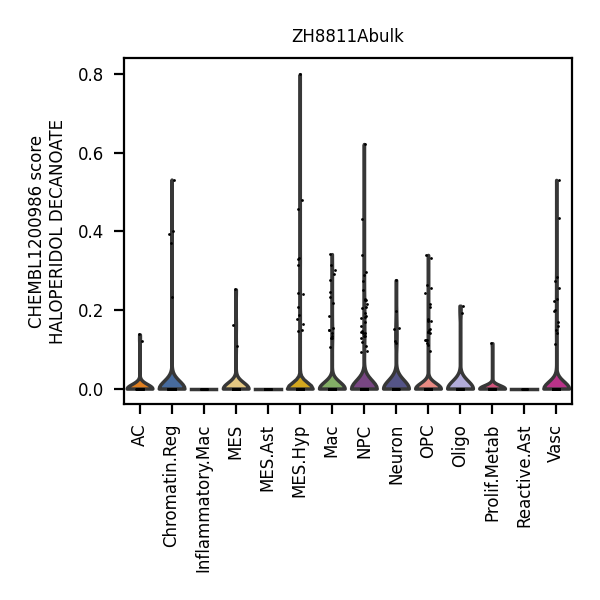 ZH8811Abulk
CHEMBL1200986 score
HALOPERIDOL DECANOATE
0.8
0.6
0.4
0.2
0.0
AC
Chromatin.Reg
Inflammatory.Mac
MES
MES.Ast
MES.Hyp
Mac
NPC
Neuron
OPC
Oligo
Prolif.Metab
Reactive.Ast
Vasc